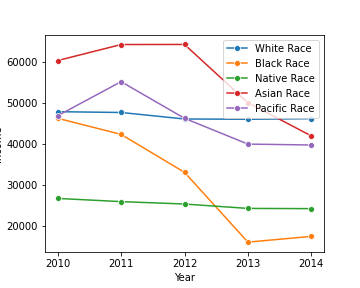 White Race
Black Race
Native Race
Asian Race
Pacific Race
60000
50000
40000
30000
20000
2010
2011
2012
2013
2014
Year